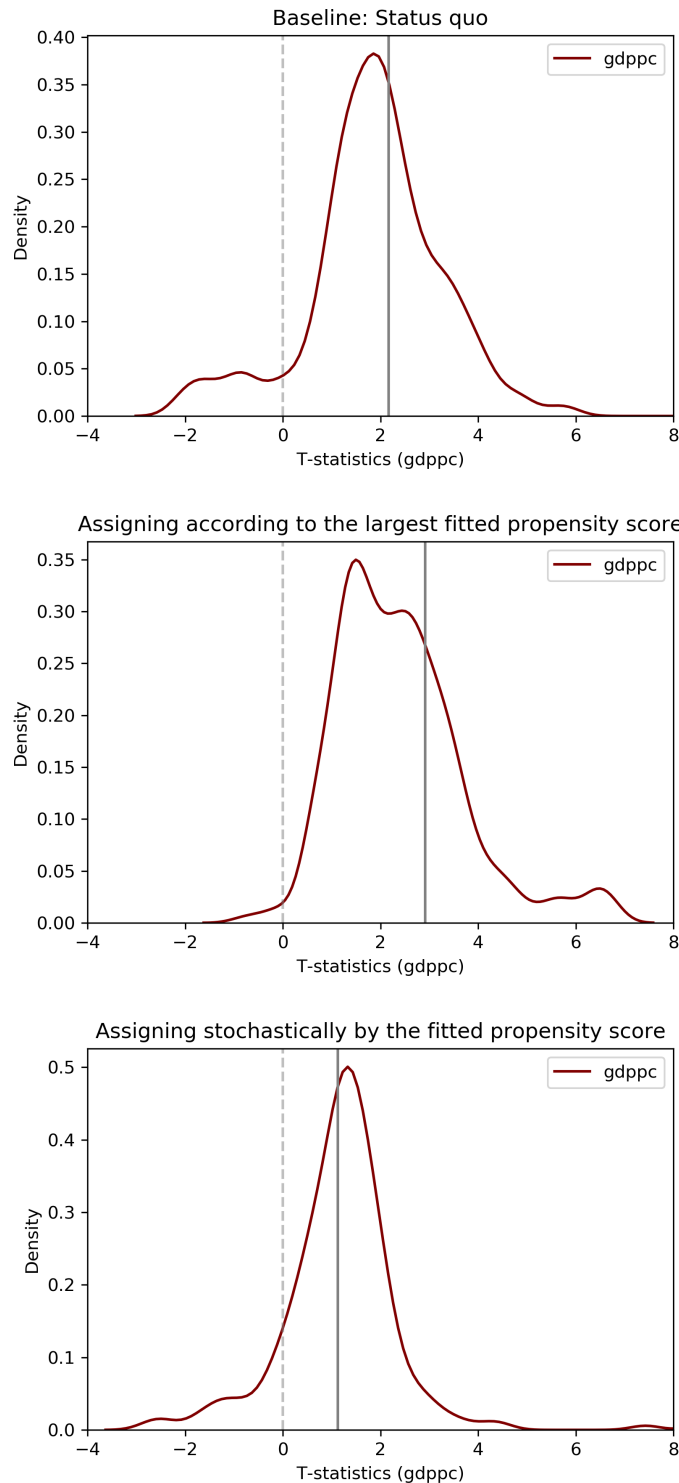 Baseline: Status quo
gdppc
0.40
0.35
0.30
0.25
0.20
0.15
0.10
0.05
0.00
Density
−4 −2 0 2 4 6 8
T-statistics (gdppc)
Assigning according to the largest fitted propensity score
gdppc
0.35
0.30
0.25
0.20
0.15
0.10
0.05
0.00
Density
−4 −2 0 2 4 6 8
T-statistics (gdppc)
Assigning stochastically by the fitted propensity score
gdppc
0.5
0.4
0.3
0.2
0.1
0.0
Density
−4 −2 0 2 4 6 8
T-statistics (gdppc)